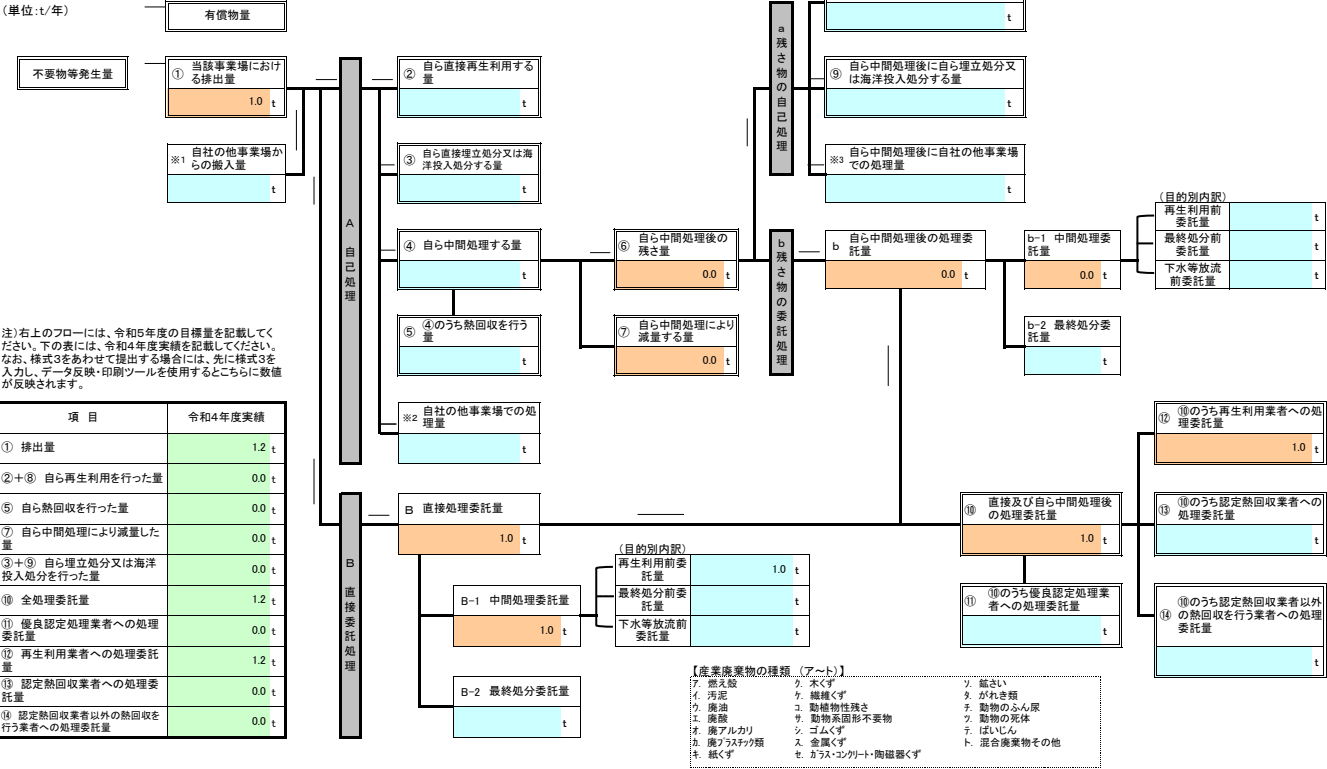 (単位:t/年)
有償物量
t
不要物等発生量
① 当該事業場におけ
る排出量
1.0 t
※1 自社の他事業場か
らの搬入量
t
A 自己処理
② 自ら直接再生利用する
量
t
③ 自ら直接埋立処分又は海
洋投入処分する量
t
④ 自ら中間処理する量
t
⑤ ④のうち熱回収を行う
量
t
※2 自社の他事業場での処
理量
t
⑥ 自ら中間処理後の
残さ量
0.0 t
⑦ 自ら中間処理により
減量する量
0.0 t
a 残さ物の自己処理
⑨ 自ら中間処理後に自ら埋立処分又
は海洋投入処分する量
t
※3 自ら中間処理後に自社の他事業場
での処理量
t
b 残さ物の委託処理
b 自ら中間処理後の処理委
託量
0.0 t
b-1 中間処理委
託量
0.0 t
b-2 最終処分委
託量
t
(目的別内訳)
再生利用前
委託量
t
最終処分前
委託量
t
下水等放流
前委託量
t
注)右上のフローには、令和5年度の目標量を記載してく
ださい。下の表には、令和4年度実績を記載してください。
なお、様式3をあわせて提出する場合には、先に様式3を
入力し、データ反映・印刷ツールを使用するとこちらに数値
が反映されます。
項 目 令和4年度実績
① 排出量 1.2 t
②+⑧ 自ら再生利用を行った量 0.0 t
⑤ 自ら熱回収を行った量 0.0 t
⑦ 自ら中間処理により減量した
量 0.0 t
③+⑨ 自ら埋立処分又は海洋
投入処分を行った量 0.0 t
⑩ 全処理委託量 1.2 t
⑪ 優良認定処理業者への処理
委託量 0.0 t
⑫ 再生利用業者への処理委託
量 1.2 t
⑬ 認定熱回収業者への処理委
託量 0.0 t
⑭ 認定熱回収業者以外の熱回収を
行う業者への処理委託量 0.0 t
B 直接委託処理
B 直接処理委託量
1.0 t
B-1 中間処理委託量
1.0 t
B-2 最終処分委託量
t
(目的別内訳)
再生利用前委
託量
1.0 t
最終処分前委
託量
t
下水等放流前
委託量
t
⑩ 直接及び自ら中間処理後
の処理委託量
1.0 t
⑪ ⑩のうち優良認定処理業
者への処理委託量
t
⑫ ⑩のうち再生利用業者への処
理委託量
1.0 t
⑬ ⑩のうち認定熱回収業者への
処理委託量
t
⑭ ⑩のうち認定熱回収業者以外
の熱回収を行う業者への処理
委託量
t
【産業廃棄物の種類 (ア~ト)】
ア. 燃え殻 ク. 木くず ソ. 鉱さい
イ. 汚泥 ケ. 繊維くず タ. がれき類
ウ. 廃油 コ. 動植物性残さ チ. 動物のふん尿
エ. 廃酸 サ. 動物系固形不要物 ツ. 動物の死体
オ. 廃アルカリ シ. ゴムくず テ. ばいじん
カ. 廃プラスチック類 ス. 金属くず ト. 混合廃棄物その他
キ. 紙くず セ. ガラス・コンクリート・陶磁器くず